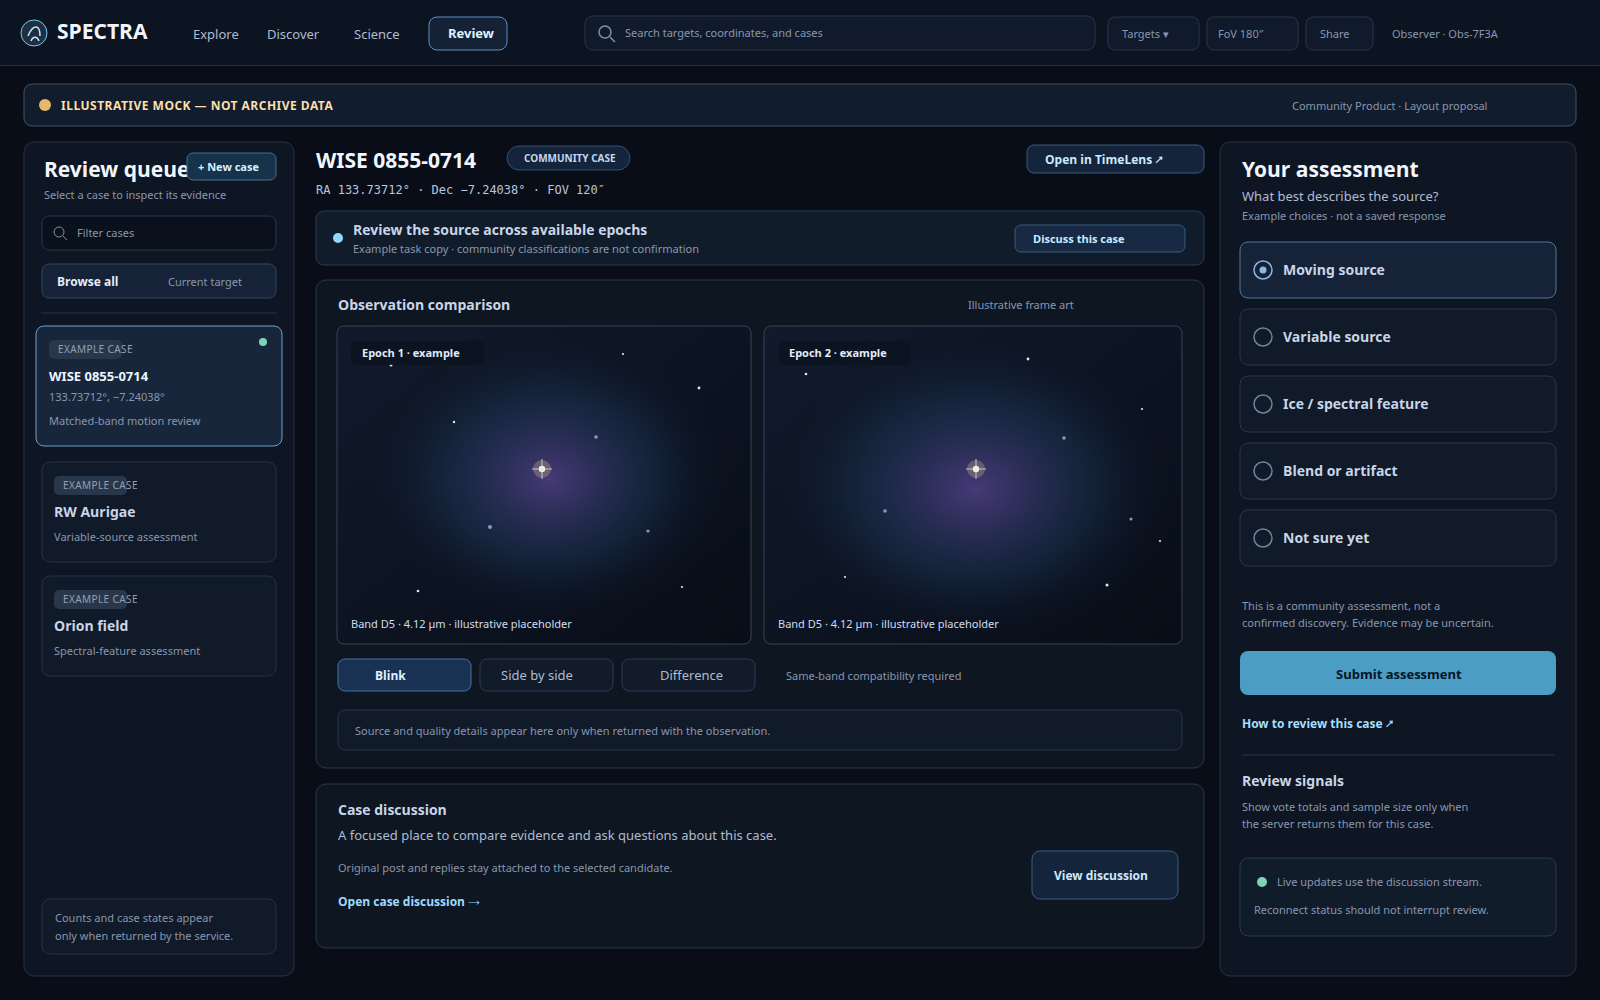 SPECTRA
Explore
Discover
Science
Review
Search targets, coordinates, and cases
Targets ▾
FoV 180″
Share
Observer · Obs-7F3A
ILLUSTRATIVE MOCK — NOT ARCHIVE DATA
Community Product · Layout proposal
Review queue
+ New case
Select a case to inspect its evidence
Filter cases
Browse all
Current target
EXAMPLE CASE
WISE 0855-0714
133.73712°, −7.24038°
Matched-band motion review
EXAMPLE CASE
RW Aurigae
Variable-source assessment
EXAMPLE CASE
Orion field
Spectral-feature assessment
Counts and case states appear
only when returned by the service.
WISE 0855-0714
COMMUNITY CASE
Open in TimeLens ↗
RA 133.73712° · Dec −7.24038° · FOV 120″
Review the source across available epochs
Example task copy · community classifications are not confirmation
Discuss this case
Observation comparison
Illustrative frame art
Epoch 1 · example
Band D5 · 4.12 μm · illustrative placeholder
Epoch 2 · example
Band D5 · 4.12 μm · illustrative placeholder
Blink
Side by side
Difference
Same-band compatibility required
Source and quality details appear here only when returned with the observation.
Case discussion
A focused place to compare evidence and ask questions about this case.
Original post and replies stay attached to the selected candidate.
Open case discussion →
View discussion
Your assessment
What best describes the source?
Example choices · not a saved response
Moving source
Variable source
Ice / spectral feature
Blend or artifact
Not sure yet
This is a community assessment, not a
confirmed discovery. Evidence may be uncertain.
Submit assessment
How to review this case ↗
Review signals
Show vote totals and sample size only when
the server returns them for this case.
Live updates use the discussion stream.
Reconnect status should not interrupt review.